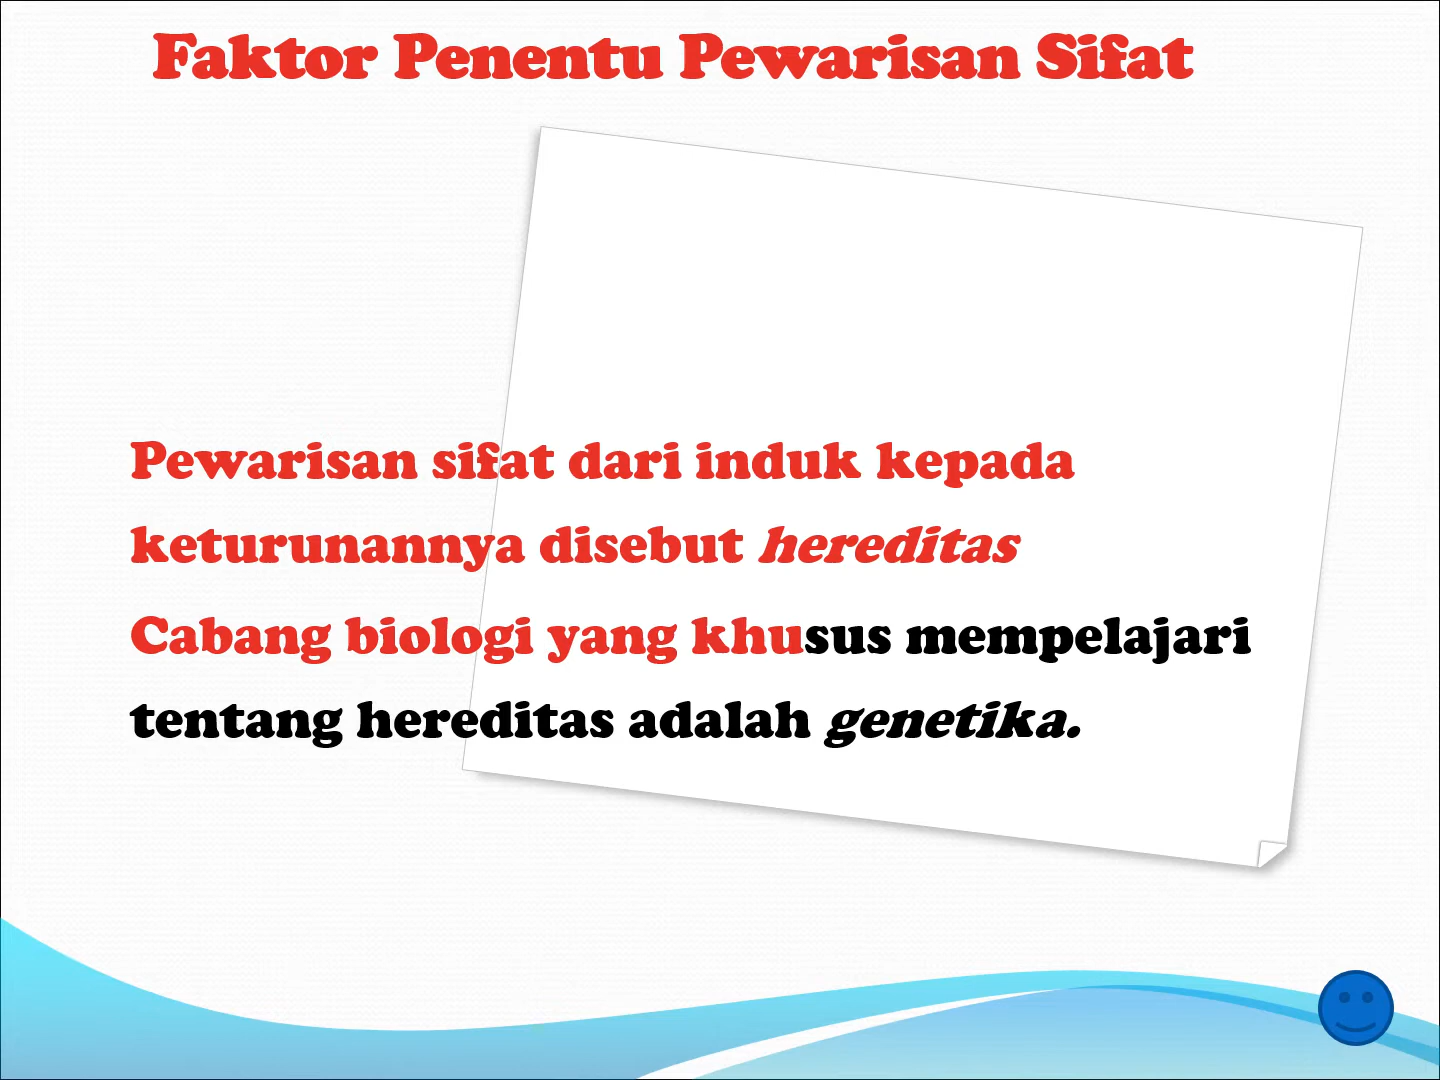 Faktor Penentu Pewarisan Sifat
Pewarisan sifat dari induk kepada
keturunannya disebut hereditas
Cabang biologi yang khusus mempelajari
tentang hereditas adalah genetika.